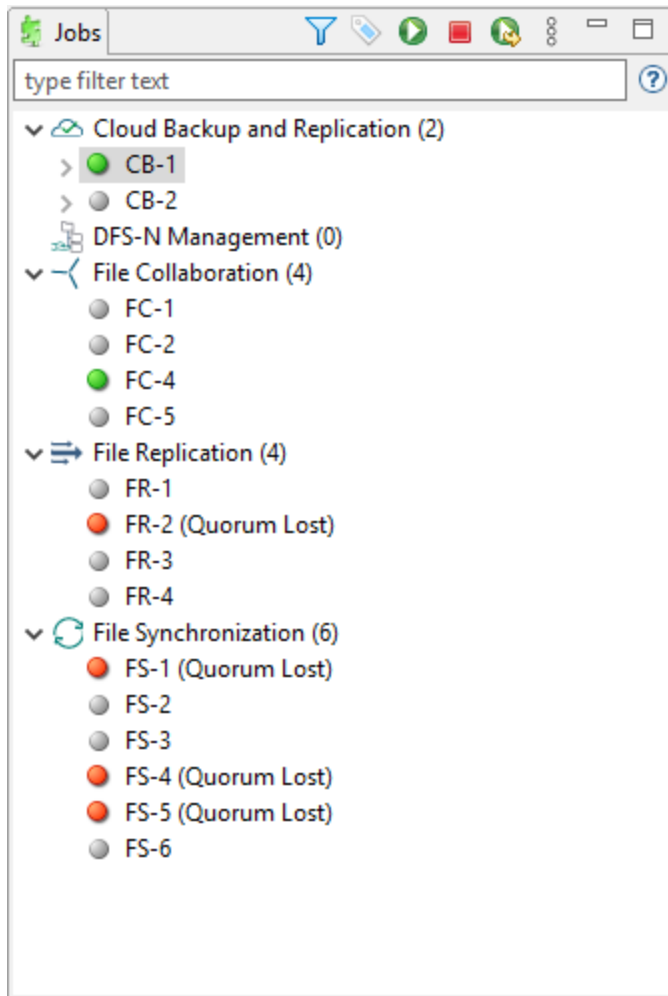 Jobs
type filter text
Cloud Backup and Replication (2)
CB-1
CB-2
DFS-N Management (0)
File Collaboration (4)
FC-1
FC-2
FC-4
FC-5
File Replication (4)
FR-1
FR-2 (Quorum Lost)
FR-3
FR-4
File Synchronization (6)
FS-1 (Quorum Lost)
FS-2
FS-3
FS-4 (Quorum Lost)
FS-5 (Quorum Lost)
FS-6